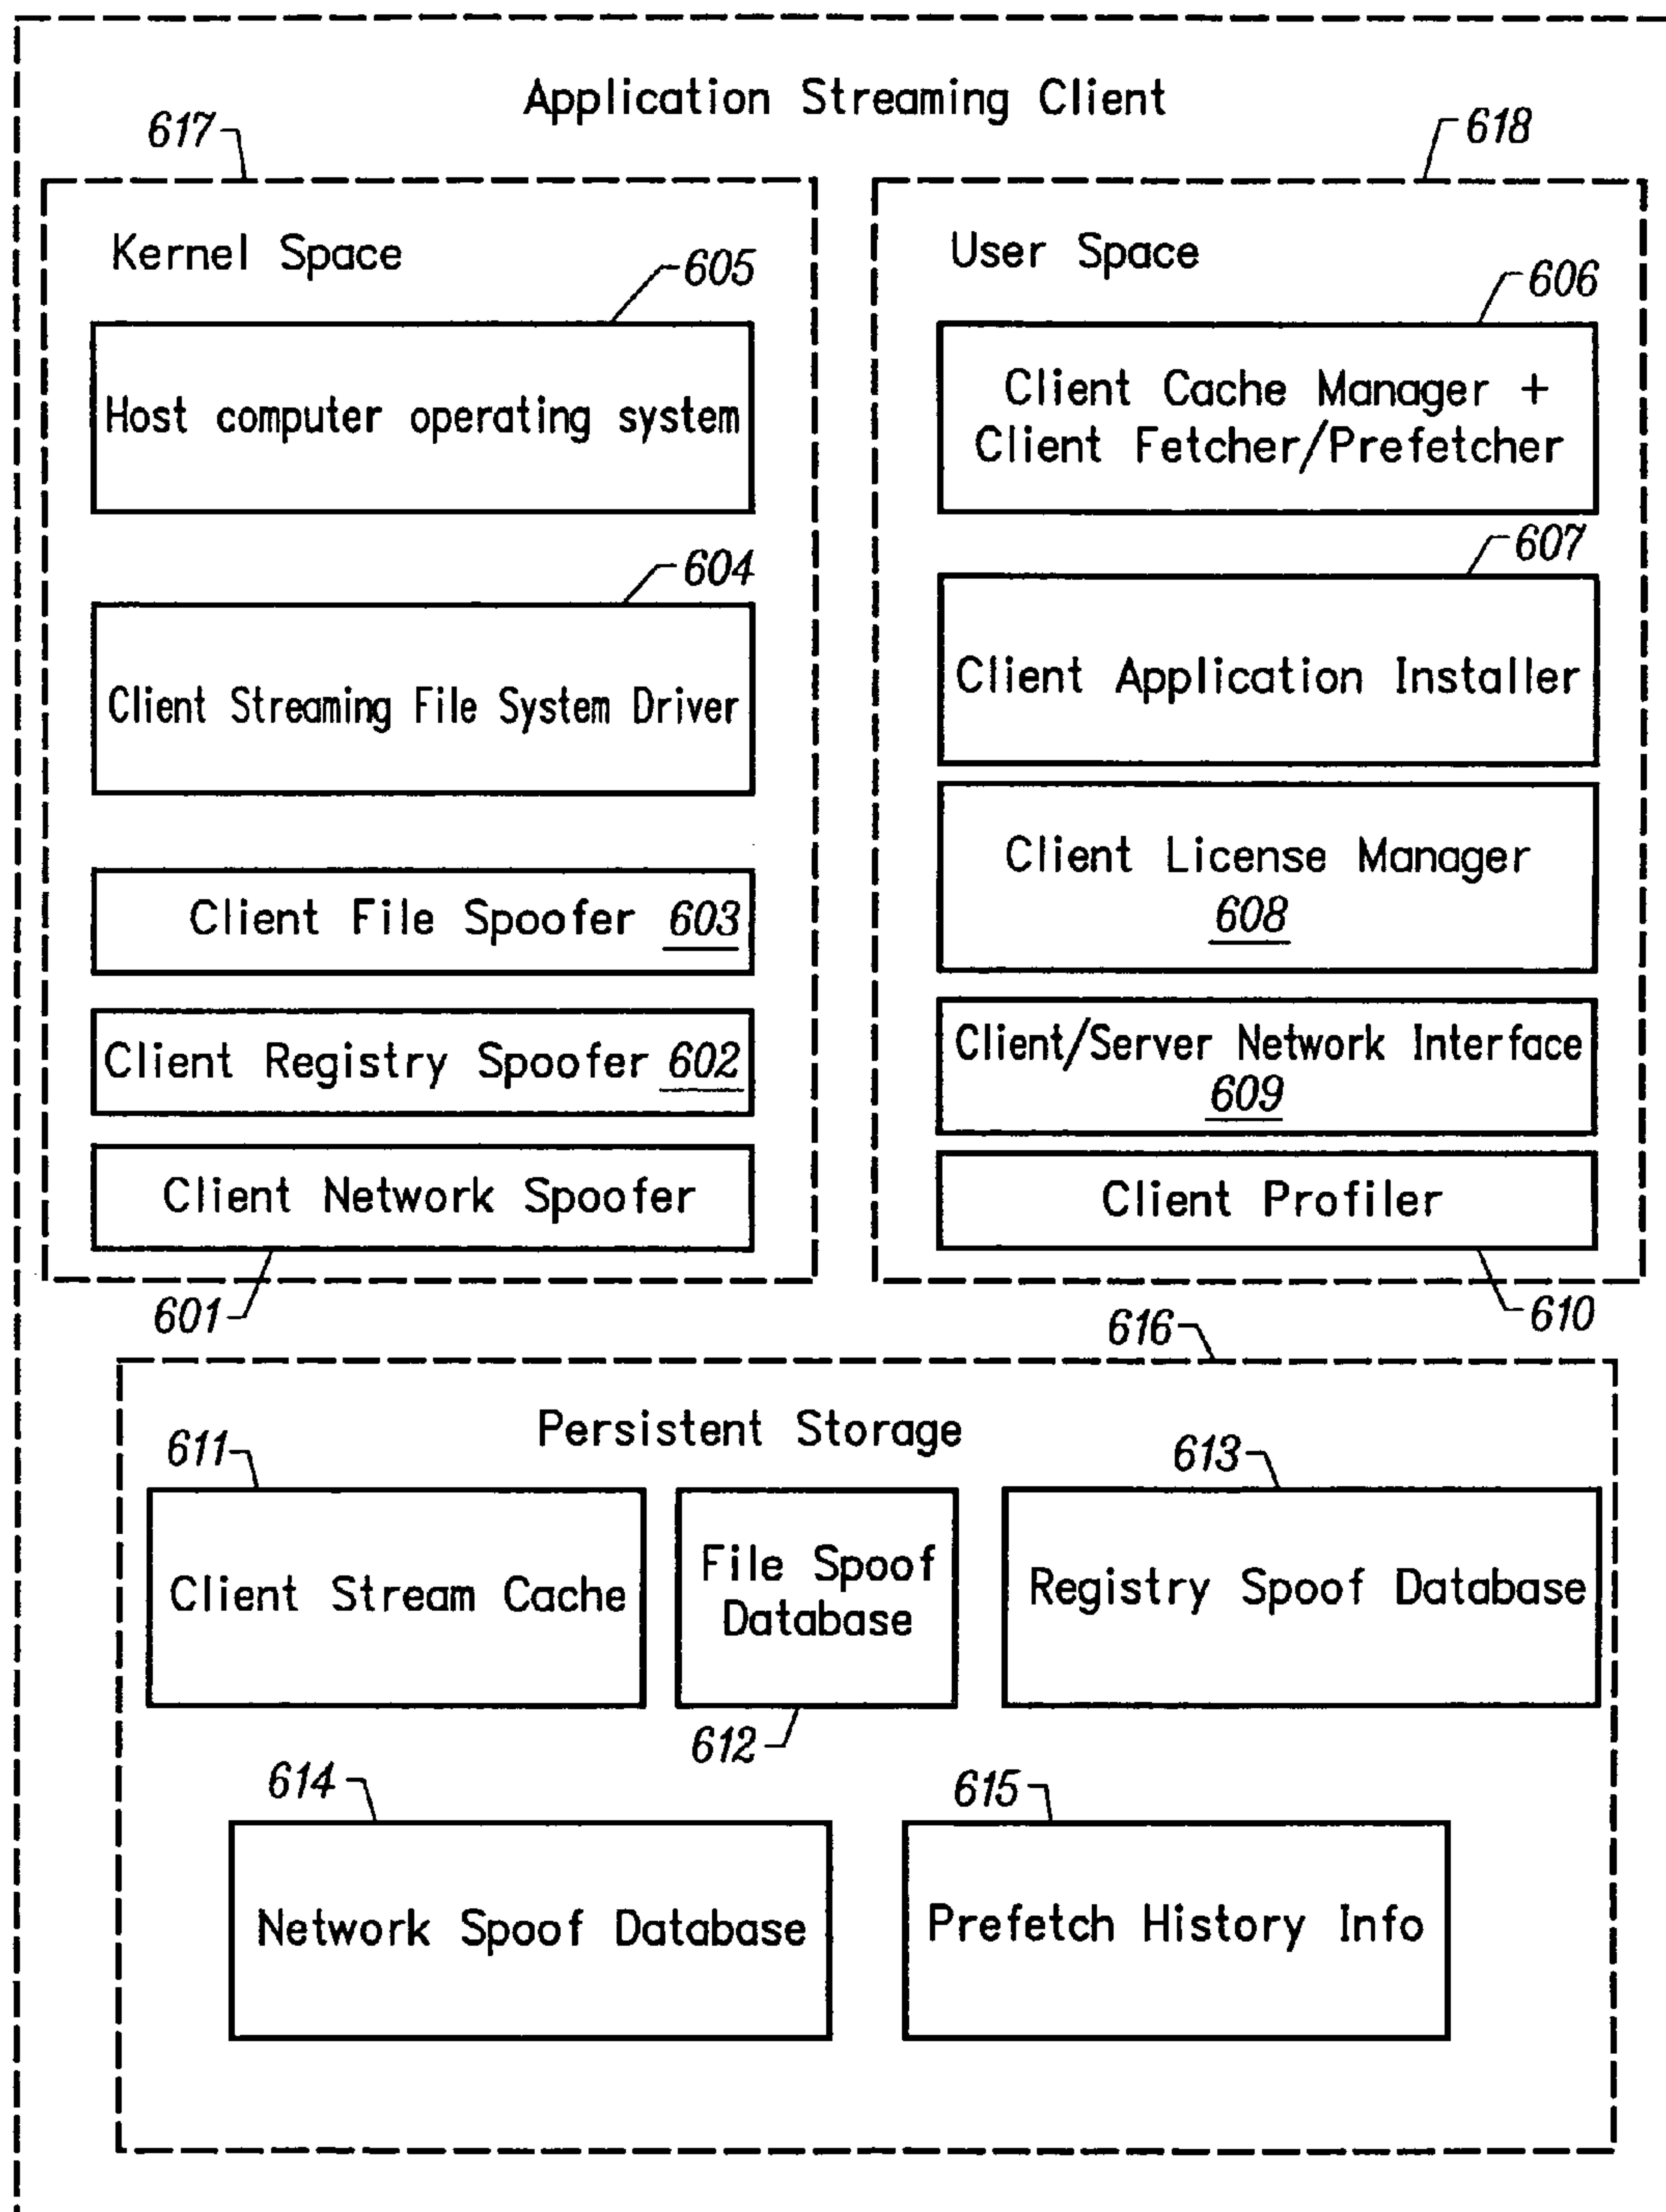 Application Streaming Client
617
618
Kernel Space
605
Host computer operating system
604
Client Streaming File System Driver
Client File Spoofer 603
Client Registry Spoofer 602
Client Network Spoofer
601
User Space
606
Client Cache Manager +
Client Fetcher/Prefetcher
607
Client Application Installer
Client License Manager
608
Client/Server Network Interface
609
Client Profiler
610
616
Persistent Storage
611
Client Stream Cache
File Spoof
Database
612
613
Registry Spoof Database
614
Network Spoof Database
615
Prefetch History Info